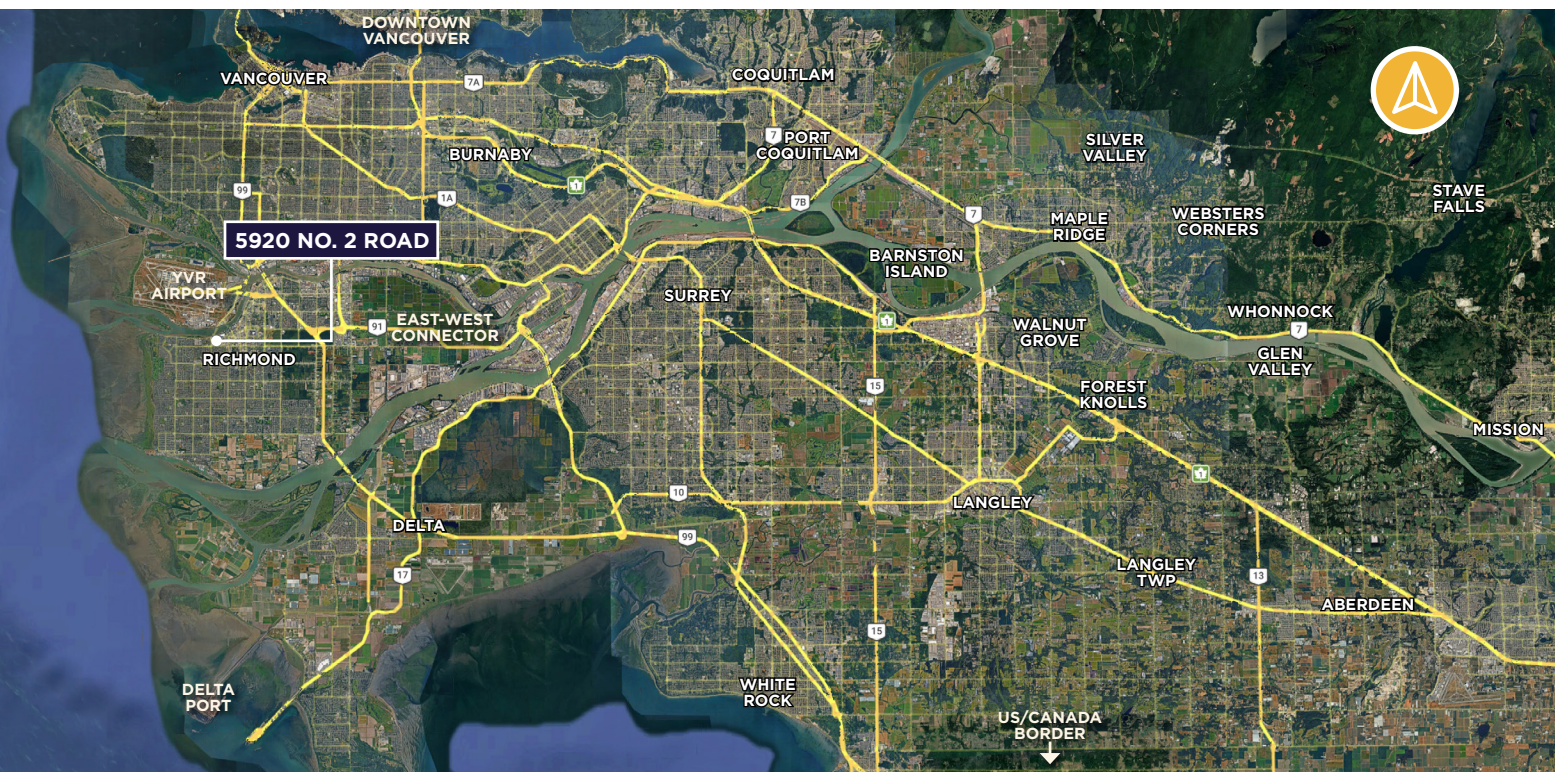 DOWNTOWN
VANCOUVER
VANCOUVER
7A
COQUITLAM
7
PORT
COQUITLAM
BURNABY
1
SILVER
VALLEY
99
1A
7B
STAVE
FALLS
7
MAPLE
RIDGE
WEBSTERS
CORNERS
5920 NO. 2 ROAD
BARNSTON
ISLAND
YVR
AIRPORT
SURREY
91
EAST-WEST
CONNECTOR
1
WALNUT
GROVE
WHONNOCK
7
GLEN
VALLEY
RICHMOND
15
FOREST
KNOLLS
MISSION
1
10
LANGLEY
DELTA
99
17
LANGLEY
TWP
13
ABERDEEN
15
DELTA
PORT
WHITE
ROCK
US/CANADA
BORDER